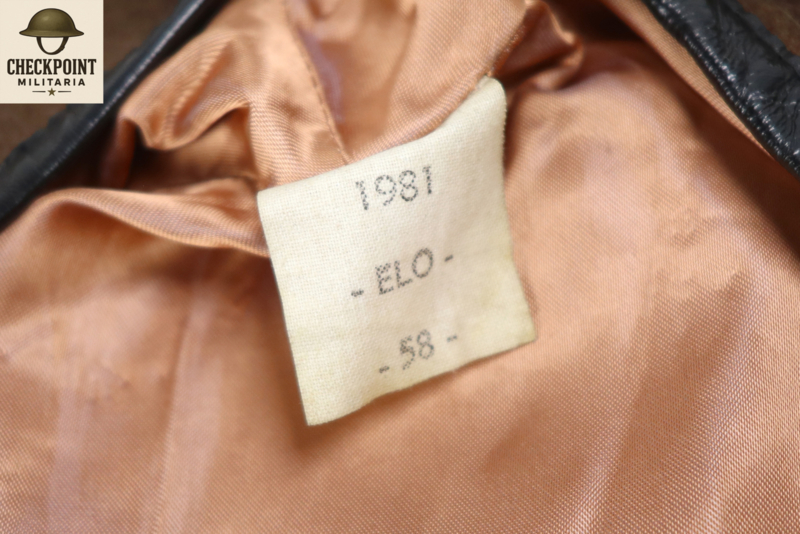 CHECKPOINT
MILITARIA
1981
- ELO -
- 58 -